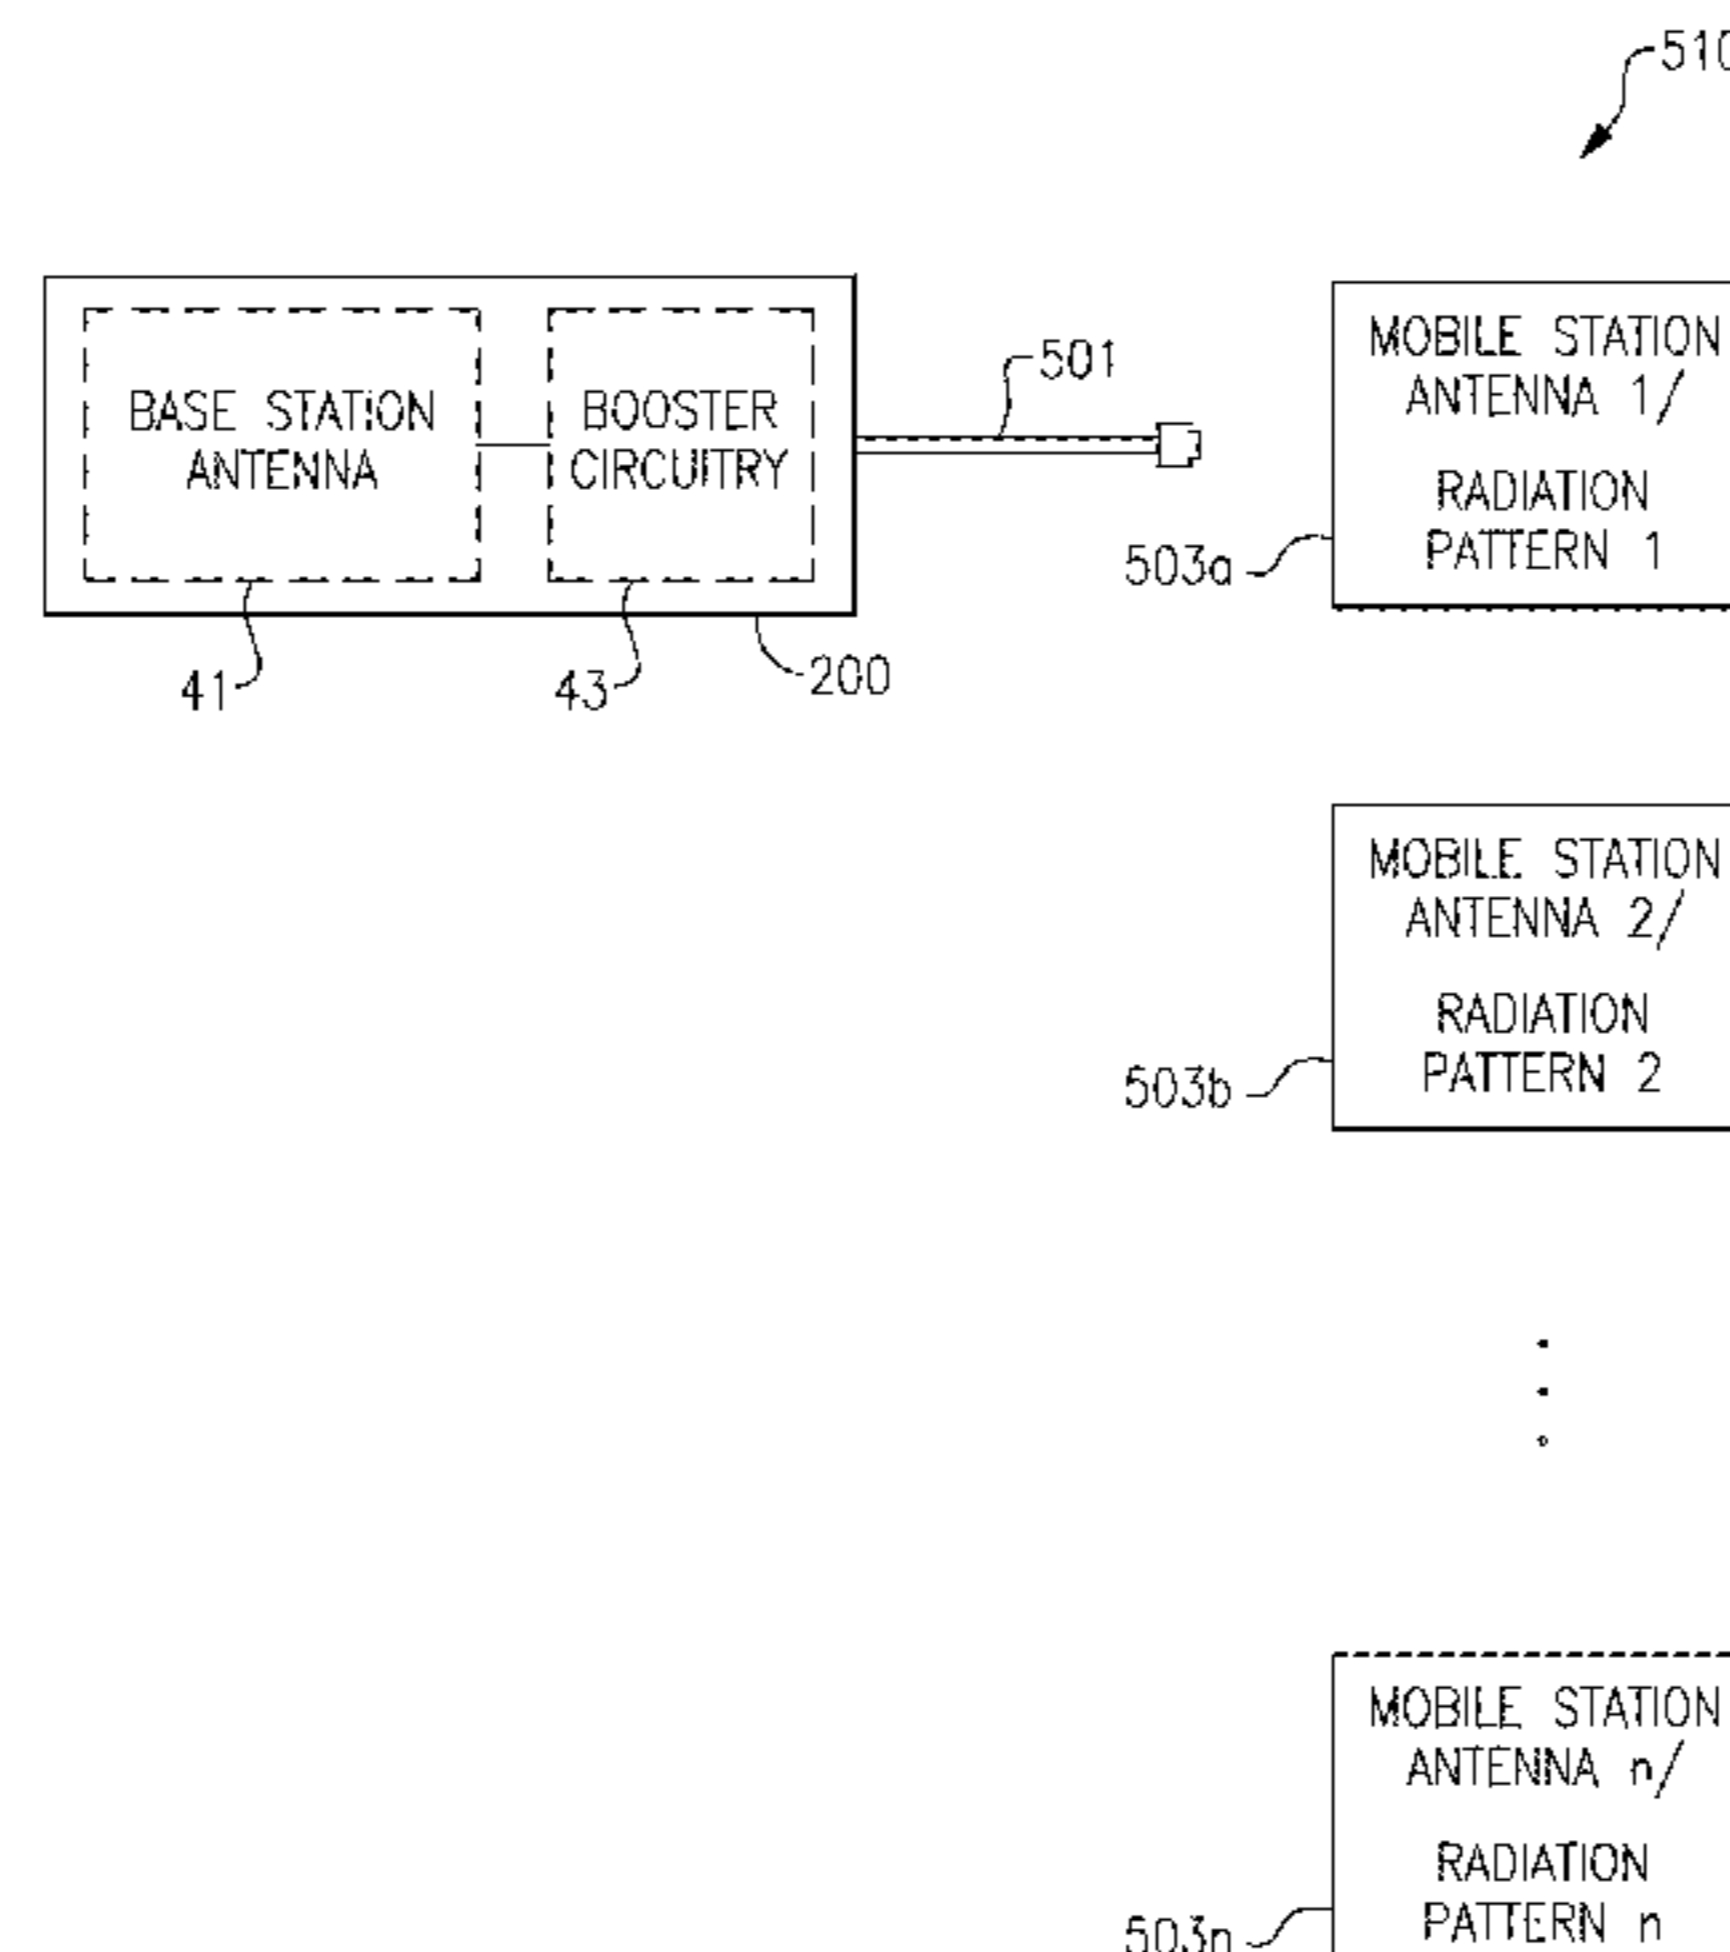 510
BASE STATION
ANTENNA
BOOSTER
CIRCUITRY
501
MOBILE STATION
ANTENNA 1/
RADIATION
PATTERN 1
503a
41
43
200
MOBILE STATION
ANTENNA 2/
RADIATION
PATTERN 2
503b
MOBILE STATION
ANTENNA n/
RADIATION
PATTERN n
503n